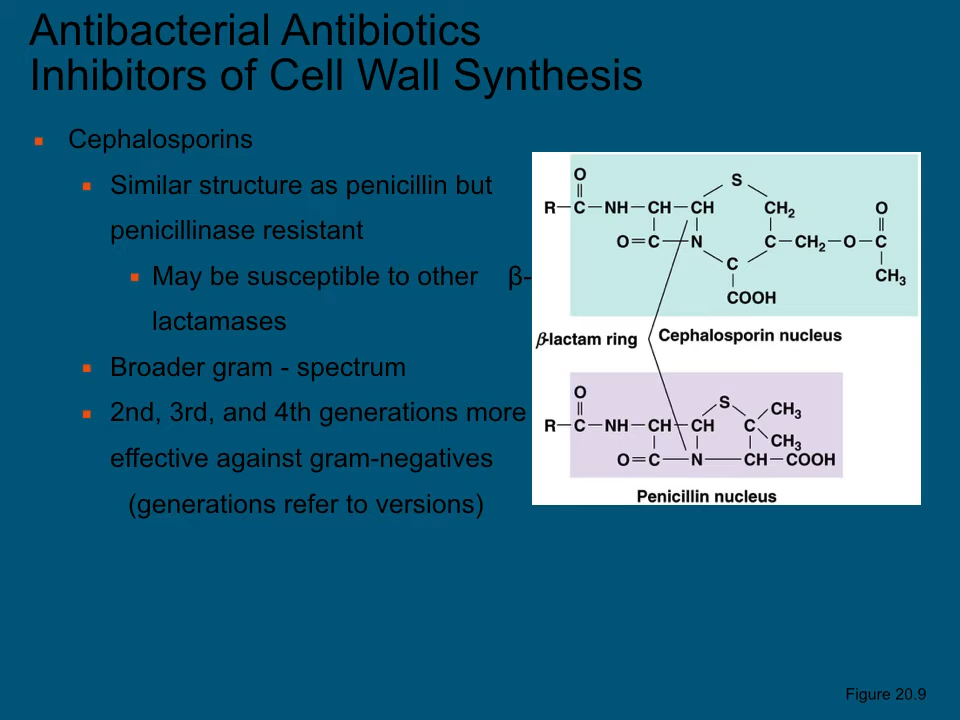 Antibacterial Antibiotics
Inhibitors of Cell Wall Synthesis
Cephalosporins
Similar structure as penicillin but
penicillinase resistant
May be susceptible to other β-
lactamases
Broader gram - spectrum
2nd, 3rd, and 4th generations more
effective against gram-negatives
(generations refer to versions)
O
S
R—C—NH—CH—CH CH₂ O
O=C—N C—CH₂—O—C
C CH₃
COOH
β-lactam ring
Cephalosporin nucleus
O
S CH₃
R—C—NH—CH—CH C
CH₃
O=C—N—CH—COOH
Penicillin nucleus
Figure 20.9